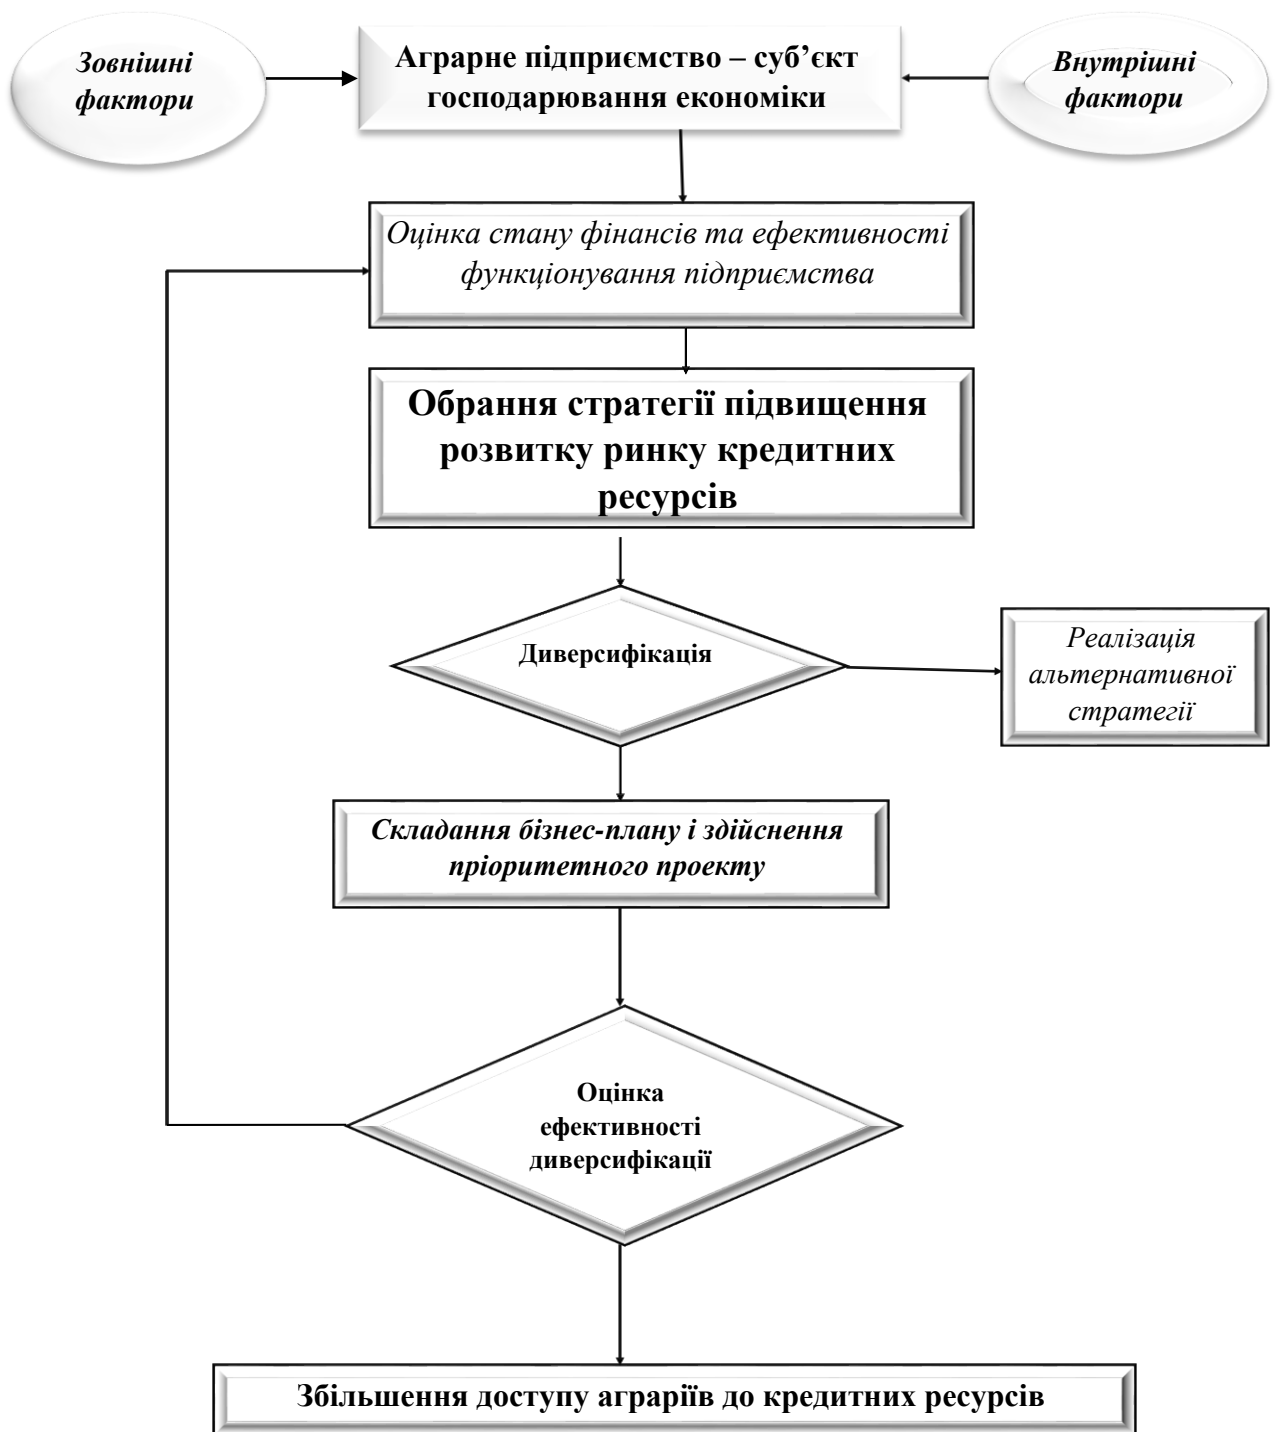 Зовнішні
фактори
Аграрне підприємство – суб’єкт
господарювання економіки
Внутрішні
фактори
Оцінка стану фінансів та ефективності
функціонування підприємства
Обрання стратегії підвищення
розвитку ринку кредитних
ресурсів
Диверсифікація
Реалізація
альтернативної
стратегії
Складання бізнес-плану і здійснення
пріоритетного проекту
Оцінка
ефективності
диверсифікації
Збільшення доступу аграріїв до кредитних ресурсів